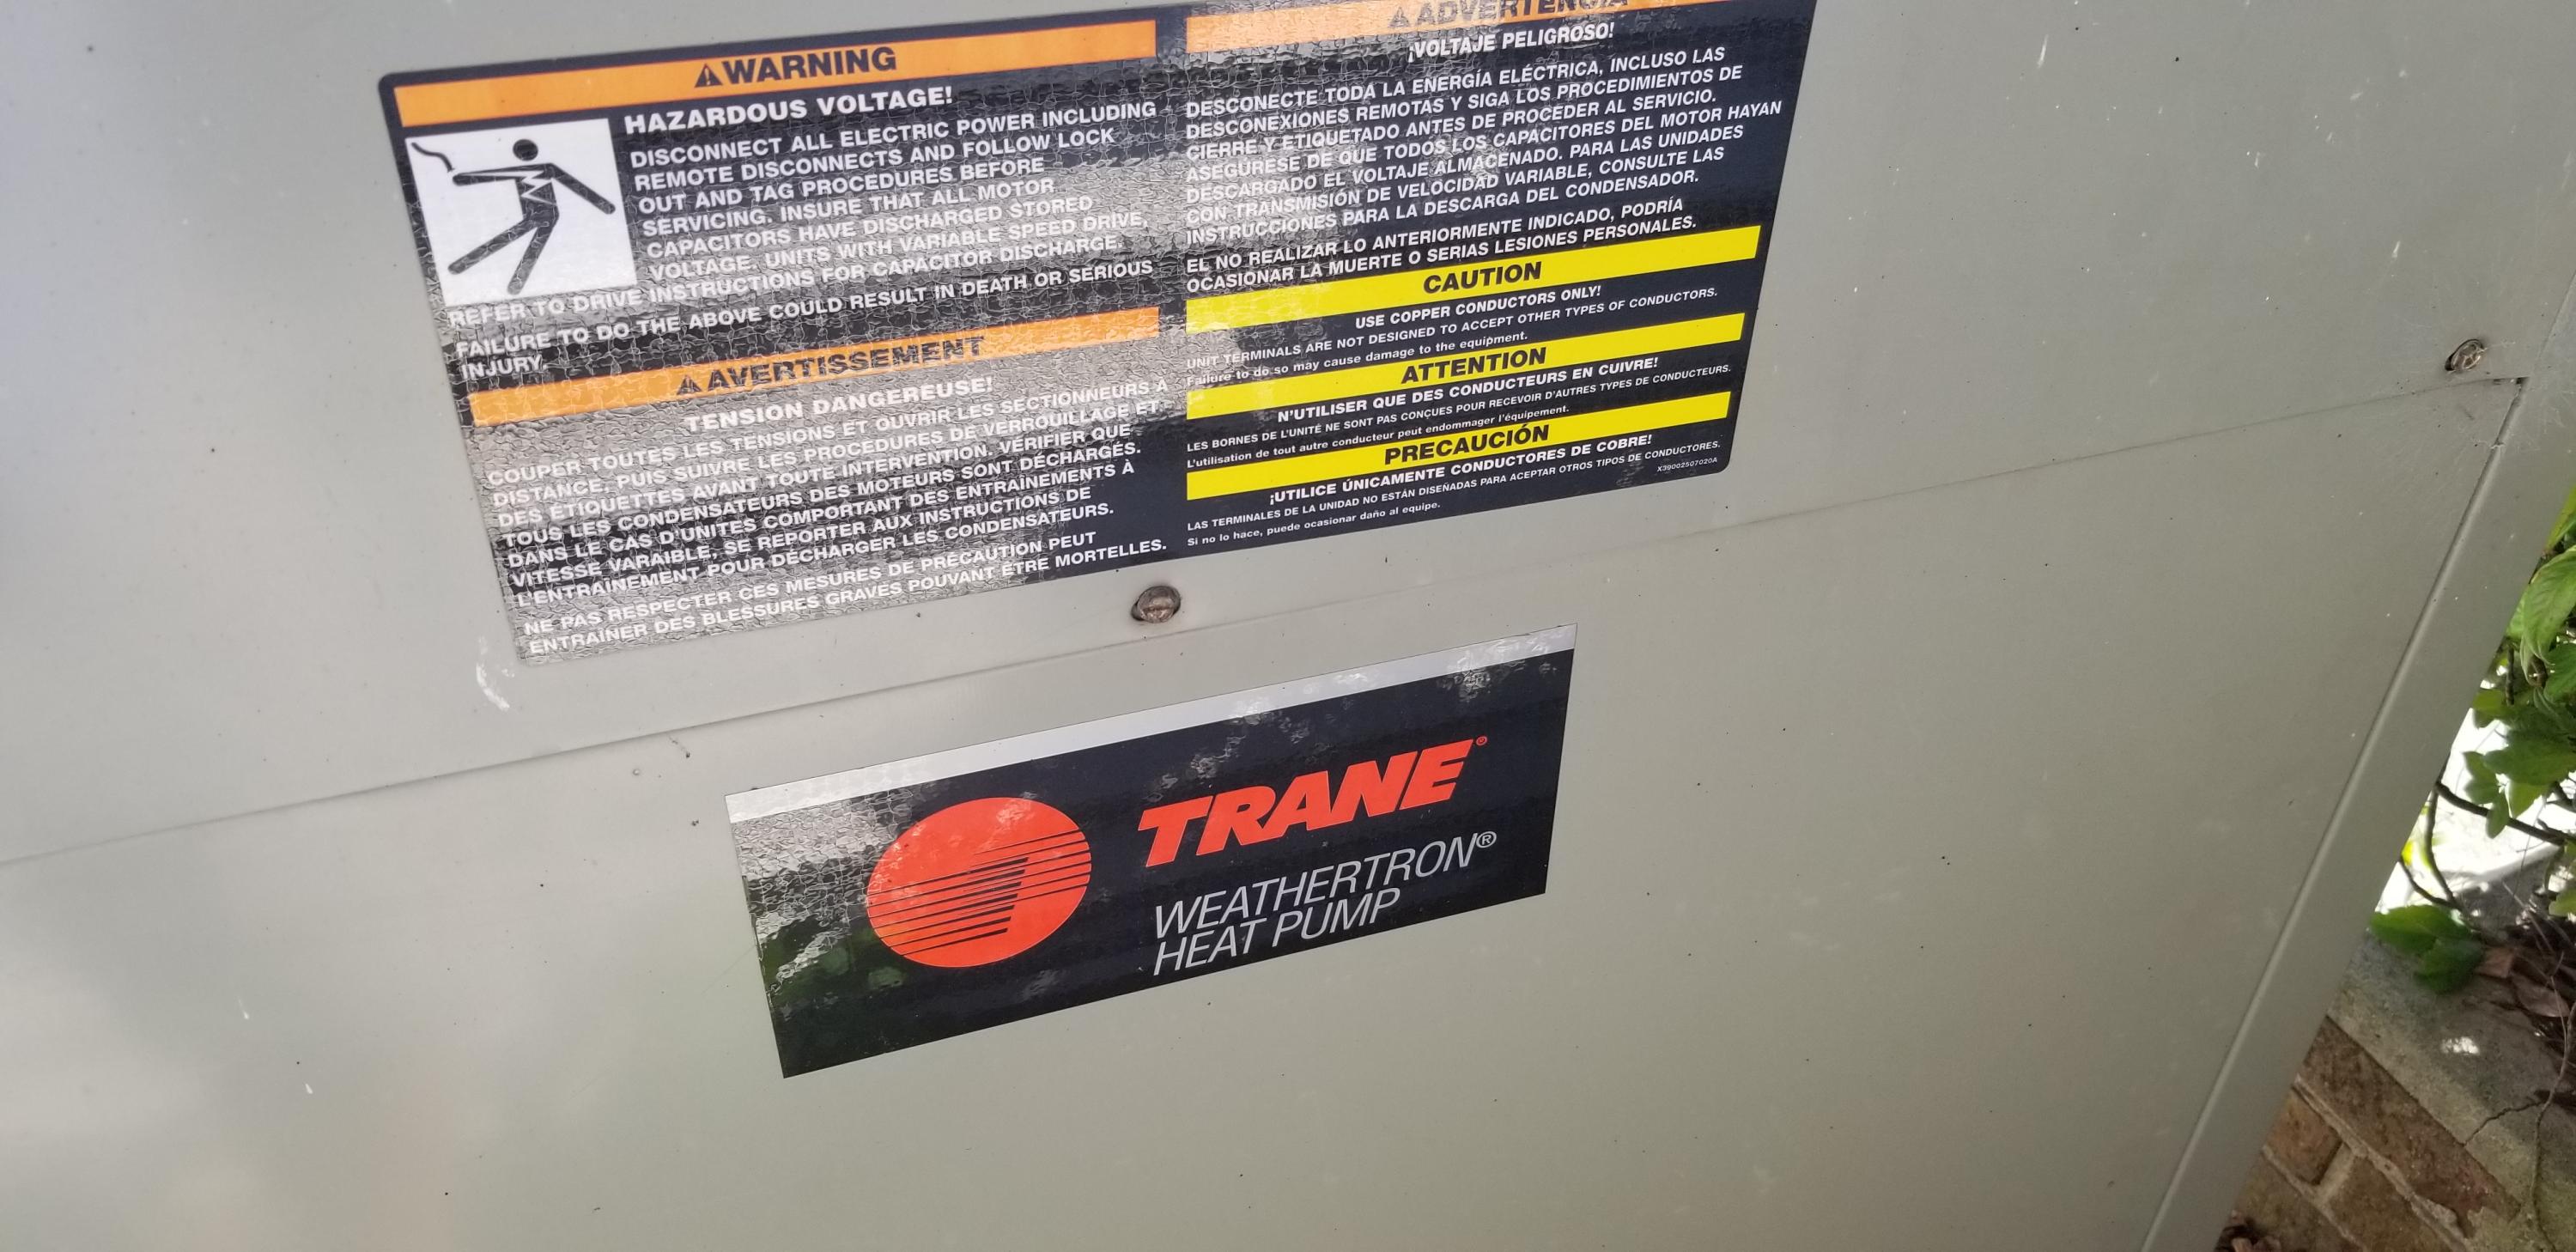 WARNING
HAZARDOUS VOLTAGE!
DISCONNECT ALL ELECTRIC POWER INCLUDING
REMOTE DISCONNECTS AND FOLLOW LOCK
OUT AND TAG PROCEDURES BEFORE
SERVICING. INSURE THAT ALL MOTOR
CAPACITORS HAVE DISCHARGED STORED
VOLTAGE. UNITS WITH VARIABLE SPEED DRIVE,
REFER TO DRIVE INSTRUCTIONS FOR CAPACITOR DISCHARGE.
FAILURE TO DO THE ABOVE COULD RESULT IN DEATH OR SERIOUS
INJURY.
AVERTISSEMENT
TENSION DANGEREUSE!
COUPER TOUTES LES TENSIONS ET OUVRIR LES SECTIONNEURS À
DISTANCE, PUIS SUIVRE LES PROCÉDURES DE VERROUILLAGE ET
DES ÉTIQUETTES AVANT TOUTE INTERVENTION. VÉRIFIER QUE
TOUS LES CONDENSATEURS DES MOTEURS SONT DÉCHARGÉS.
DANS LE CAS D'UNITÉS COMPORTANT DES ENTRAÎNEMENTS À
VITESSE VARAIBLE, SE REPORTER AUX INSTRUCTIONS DE
L'ENTRAÎNEMENT POUR DÉCHARGER LES CONDENSATEURS.
NE PAS RESPECTER CES MESURES DE PRÉCAUTION PEUT
ENTRAÎNER DES BLESSURES GRAVES POUVANT ÊTRE MORTELLES.
ADVERTENCIA
¡VOLTAJE PELIGROSO!
DESCONECTE TODA LA ENERGÍA ELÉCTRICA, INCLUSO LAS
DESCONEXIONES REMOTAS Y SIGA LOS PROCEDIMIENTOS DE
CIERRE Y ETIQUETADO ANTES DE PROCEDER AL SERVICIO.
ASEGÚRESE DE QUE TODOS LOS CAPACITORES DEL MOTOR HAYAN
DESCARGADO EL VOLTAJE ALMACENADO. PARA LAS UNIDADES
CON TRANSMISIÓN DE VELOCIDAD VARIABLE, CONSULTE LAS
INSTRUCCIONES PARA LA DESCARGA DEL CONDENSADOR.
EL NO REALIZAR LO ANTERIORMENTE INDICADO, PODRÍA
OCASIONAR LA MUERTE O SERIAS LESIONES PERSONALES.
CAUTION
USE COPPER CONDUCTORS ONLY!
UNIT TERMINALS ARE NOT DESIGNED TO ACCEPT OTHER TYPES OF CONDUCTORS.
Failure to do so may cause damage to the equipment.
ATTENTION
N'UTILISER QUE DES CONDUCTEURS EN CUIVRE!
LES BORNES DE L'UNITÉ NE SONT PAS CONÇUES POUR RECEVOIR D'AUTRES TYPES DE CONDUCTEURS.
L'utilisation de tout autre conducteur peut endommager l'équipement.
PRECAUCIÓN
¡UTILICE ÚNICAMENTE CONDUCTORES DE COBRE!
LAS TERMINALES DE LA UNIDAD NO ESTÁN DISEÑADAS PARA ACEPTAR OTROS TIPOS DE CONDUCTORES.
Si no lo hace, puede ocasionar daño al equipe.
X39002507020A
TRANE®
WEATHERTRON®
HEAT PUMP